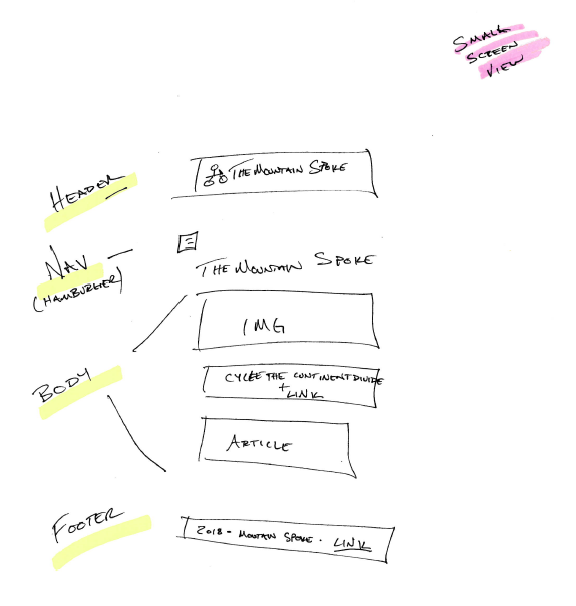 SMALL
SCREEN
VIEW
HEADER
THE MOUNTAIN SPOKE
NAV
(HAMBURGER)
THE MOUNTAIN SPOKE
IMG
BODY
CYCLE THE CONTINENT DIVIDE
+
LINK
ARTICLE
FOOTER
2018 - MOUNTAIN SPOKE · LINK